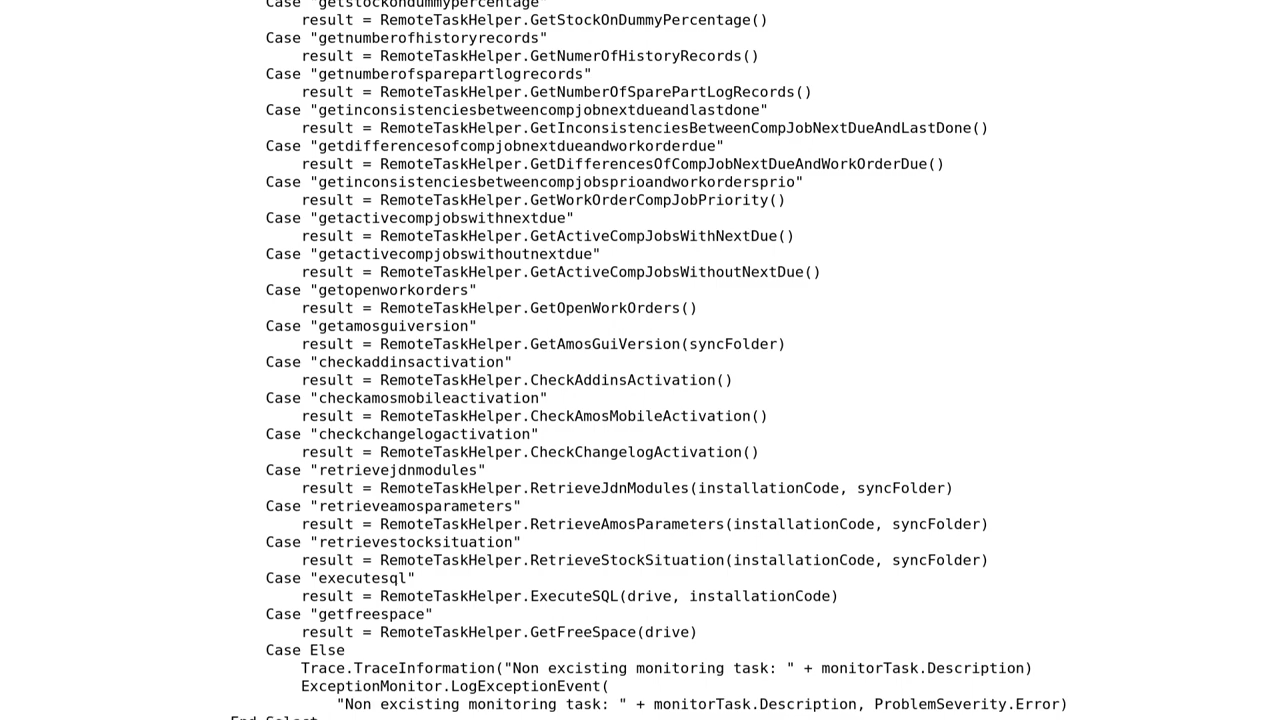 Case "getstockondummypercentage"
result = RemoteTaskHelper.GetStockOnDummyPercentage()
Case "getnumberofhistoryrecords"
result = RemoteTaskHelper.GetNumerOfHistoryRecords()
Case "getnumberofsparepartlogrecords"
result = RemoteTaskHelper.GetNumberOfSparePartLogRecords()
Case "getinconsistenciesbetweencompjobnextdueandlastdone"
result = RemoteTaskHelper.GetInconsistenciesBetweenCompJobNextDueAndLastDone()
Case "getdifferencesofcompjobnextdueandworkorderdue"
result = RemoteTaskHelper.GetDifferencesOfCompJobNextDueAndWorkOrderDue()
Case "getinconsistenciesbetweencompjobsprioandworkordersprio"
result = RemoteTaskHelper.GetWorkOrderCompJobPriority()
Case "getactivecompjobswithnextdue"
result = RemoteTaskHelper.GetActiveCompJobsWithNextDue()
Case "getactivecompjobswithoutnextdue"
result = RemoteTaskHelper.GetActiveCompJobsWithoutNextDue()
Case "getopenworkorders"
result = RemoteTaskHelper.GetOpenWorkOrders()
Case "getamosguiversion"
result = RemoteTaskHelper.GetAmosGuiVersion(syncFolder)
Case "checkaddinsactivation"
result = RemoteTaskHelper.CheckAddinsActivation()
Case "checkamosmobileactivation"
result = RemoteTaskHelper.CheckAmosMobileActivation()
Case "checkchangelogactivation"
result = RemoteTaskHelper.CheckChangelogActivation()
Case "retrievejdnmodules"
result = RemoteTaskHelper.RetrieveJdnModules(installationCode, syncFolder)
Case "retrieveamosparameters"
result = RemoteTaskHelper.RetrieveAmosParameters(installationCode, syncFolder)
Case "retrievestocksituation"
result = RemoteTaskHelper.RetrieveStockSituation(installationCode, syncFolder)
Case "executesql"
result = RemoteTaskHelper.ExecuteSQL(drive, installationCode)
Case "getfreespace"
result = RemoteTaskHelper.GetFreeSpace(drive)
Case Else
Trace.TraceInformation("Non excisting monitoring task: " + monitorTask.Description)
ExceptionMonitor.LogExceptionEvent(
"Non excisting monitoring task: " + monitorTask.Description, ProblemSeverity.Error)
End Select